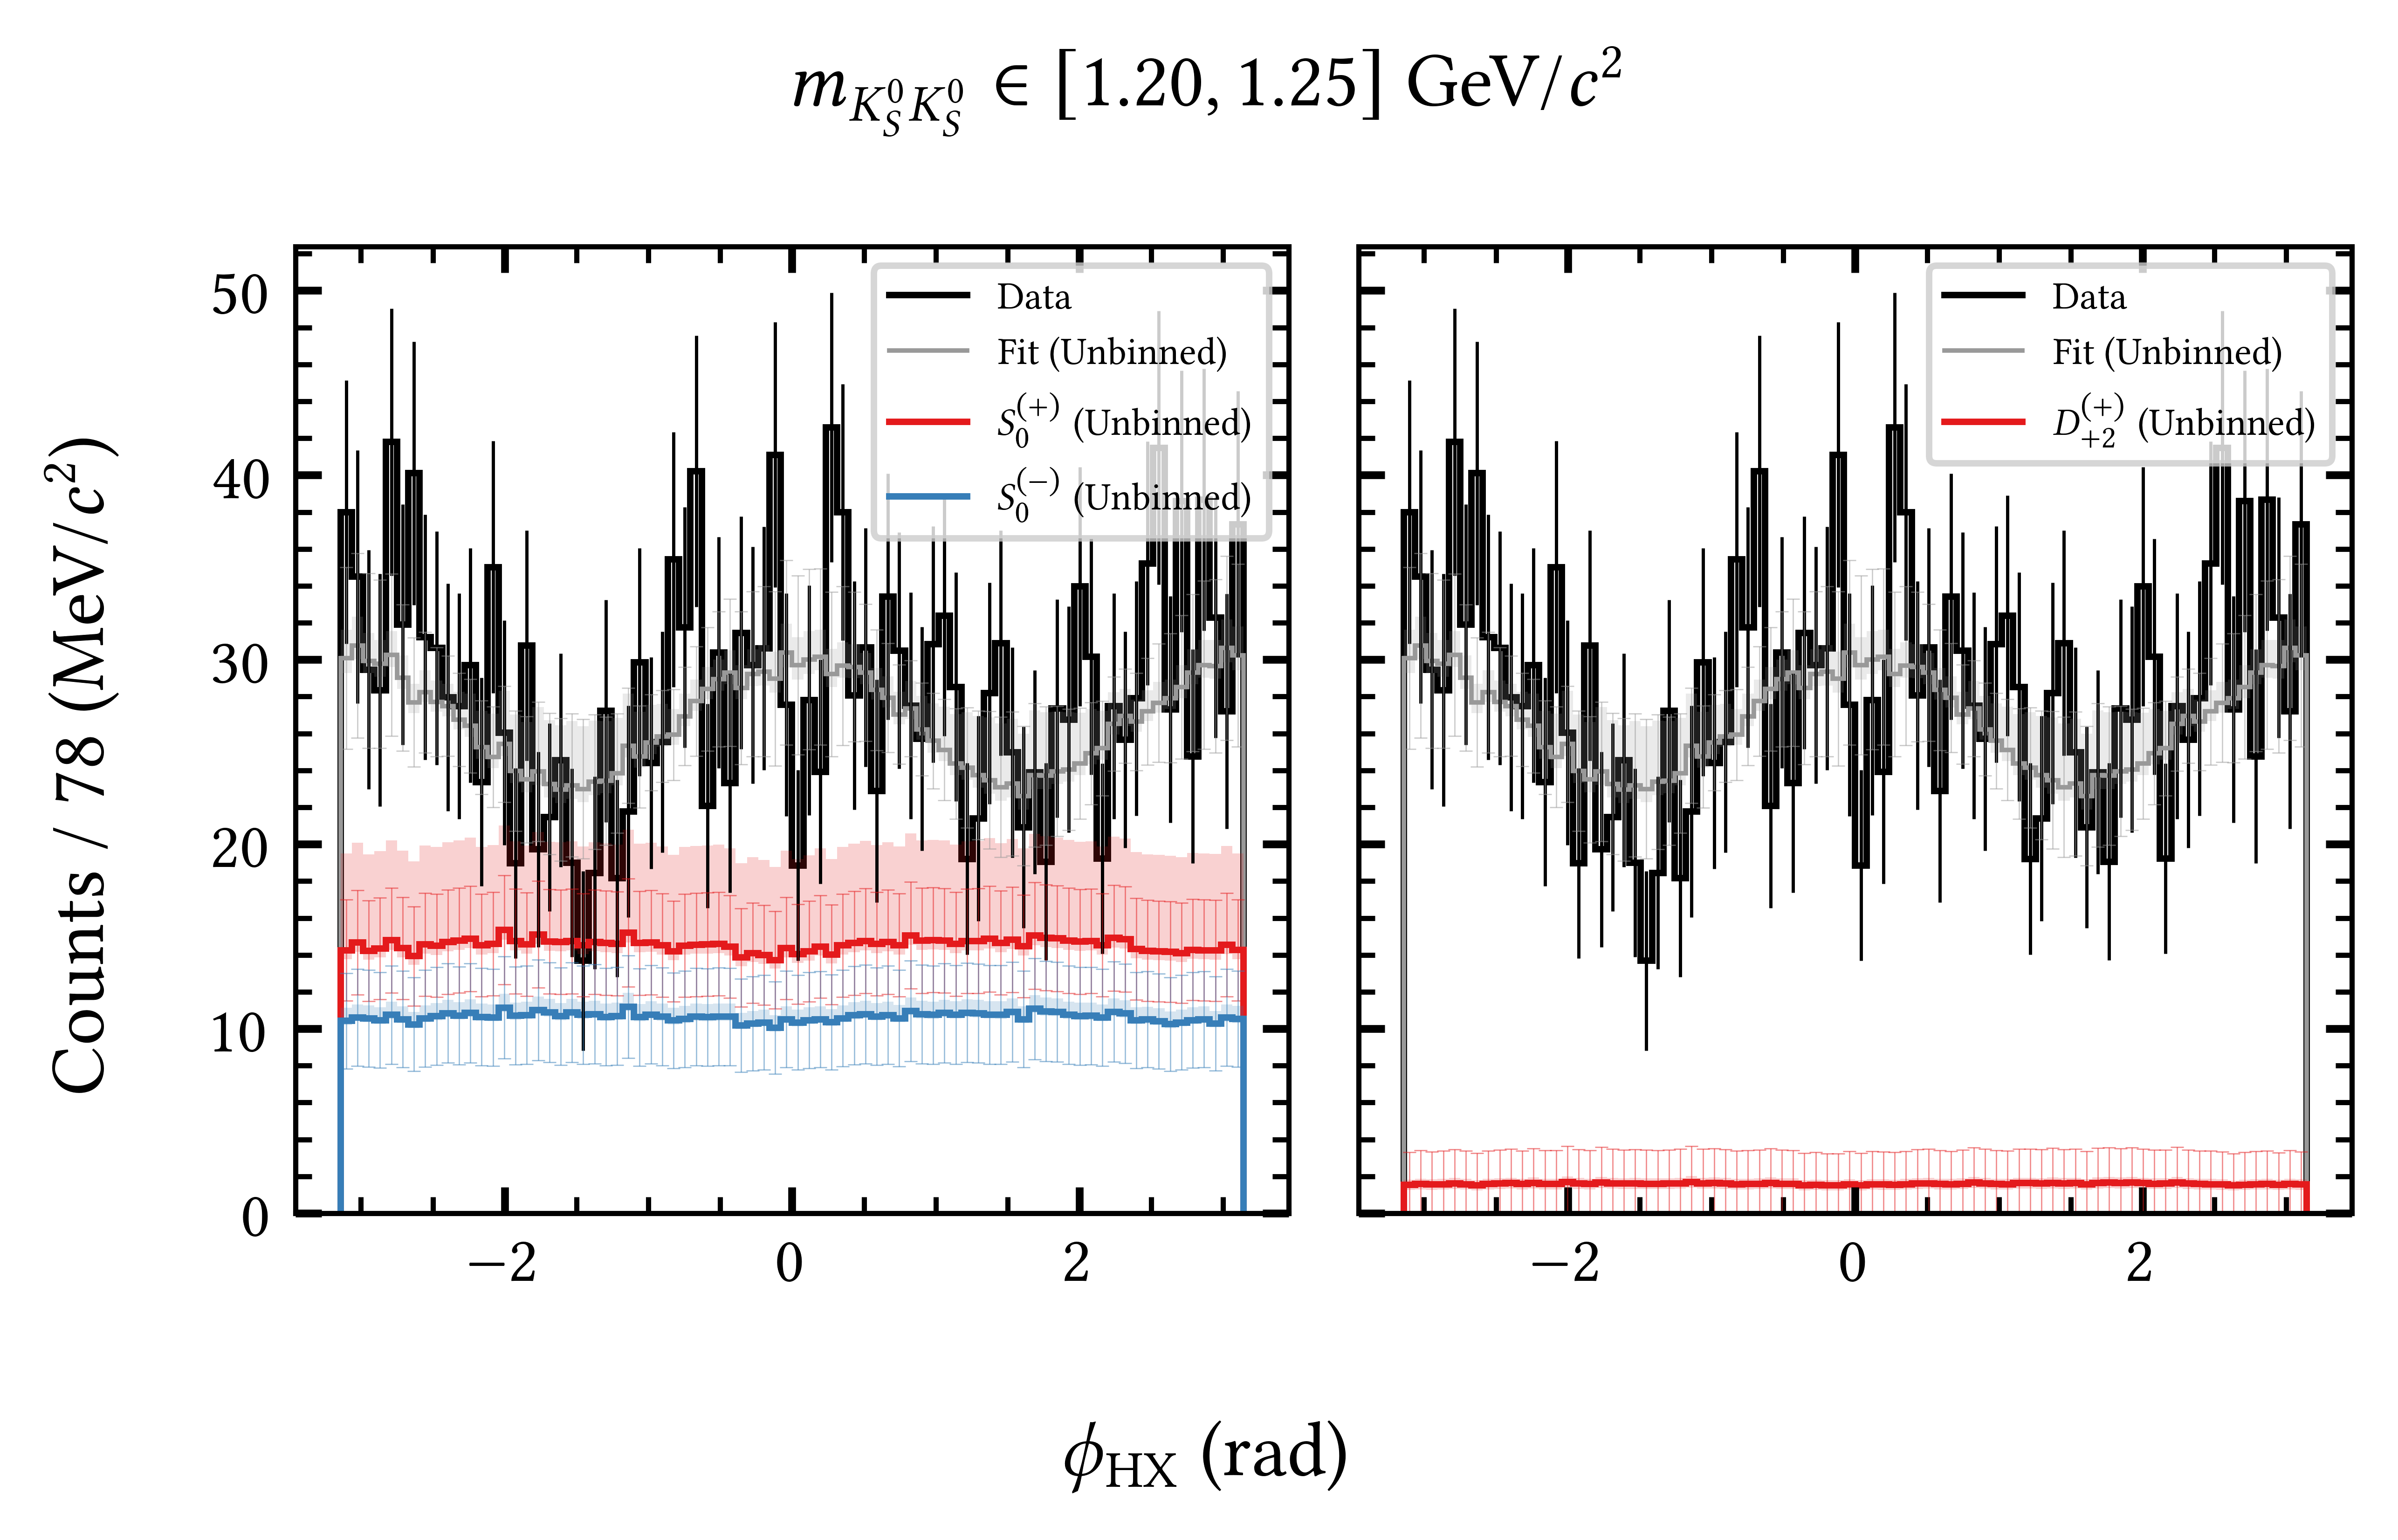 m_{K_S^0 K_S^0} ∈ [1.20, 1.25] GeV/c²
Counts / 78 (MeV/c²)
50
40
30
20
10
0
−2
0
2
Data
Fit (Unbinned)
S_0^{(+)} (Unbinned)
S_0^{(−)} (Unbinned)
−2
0
2
Data
Fit (Unbinned)
D_{+2}^{(+)} (Unbinned)
ϕ_{HX} (rad)